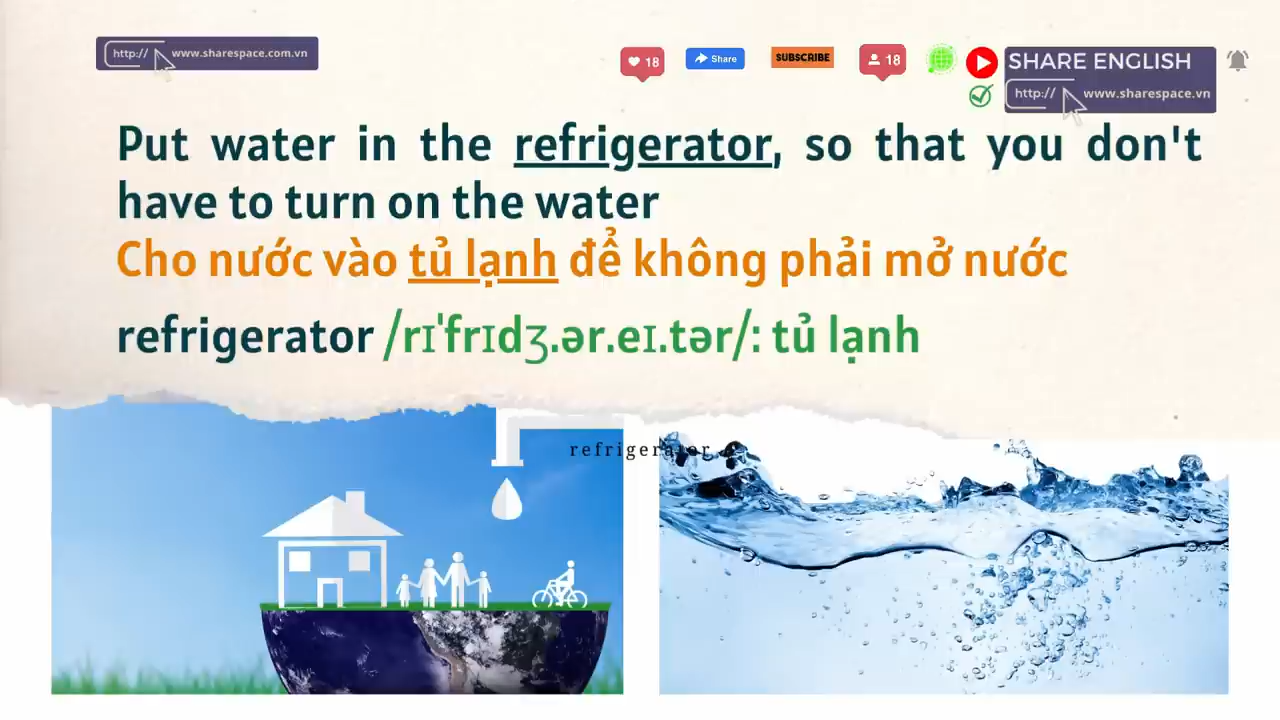 http:// www.sharespace.com.vn
18 Share SUBSCRIBE 18 SHARE ENGLISH
http:// www.sharespace.vn
Put water in the refrigerator, so that you don't
have to turn on the water
Cho nước vào tủ lạnh để không phải mở nước
refrigerator /rɪˈfrɪdʒ.ər.eɪ.tər/: tủ lạnh
refrigerator